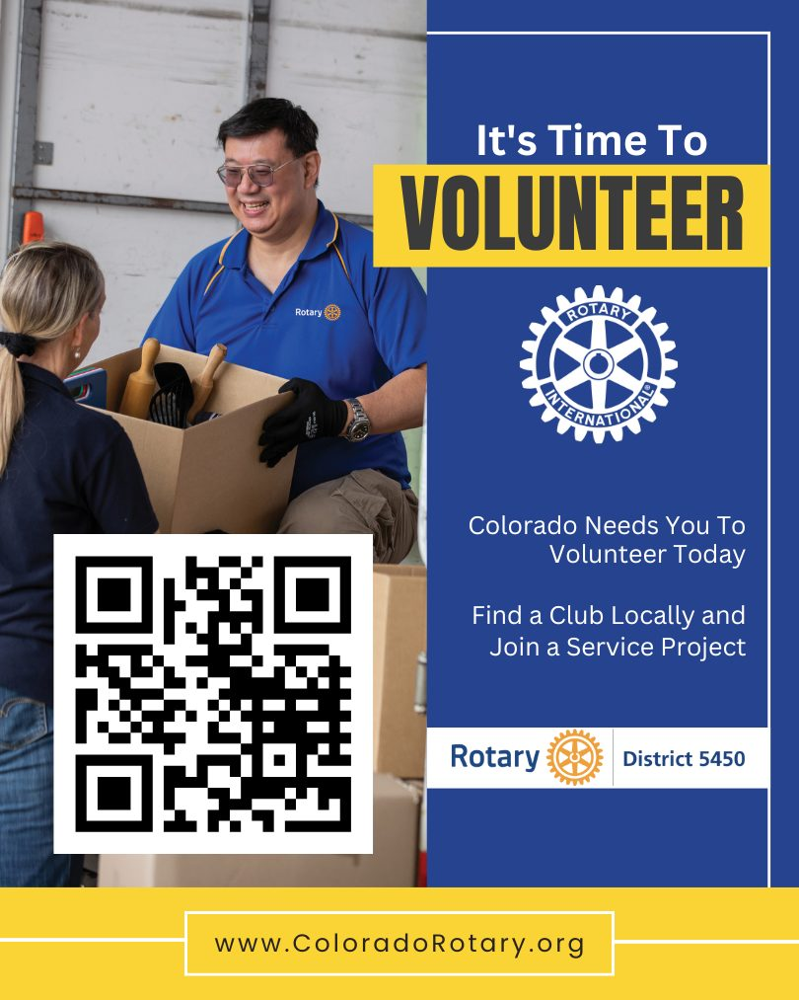 It's Time To
VOLUNTEER
Rotary
ROTARY
INTERNATIONAL®
Colorado Needs You To
Volunteer Today
Find a Club Locally and
Join a Service Project
Rotary
District 5450
www.ColoradoRotary.org